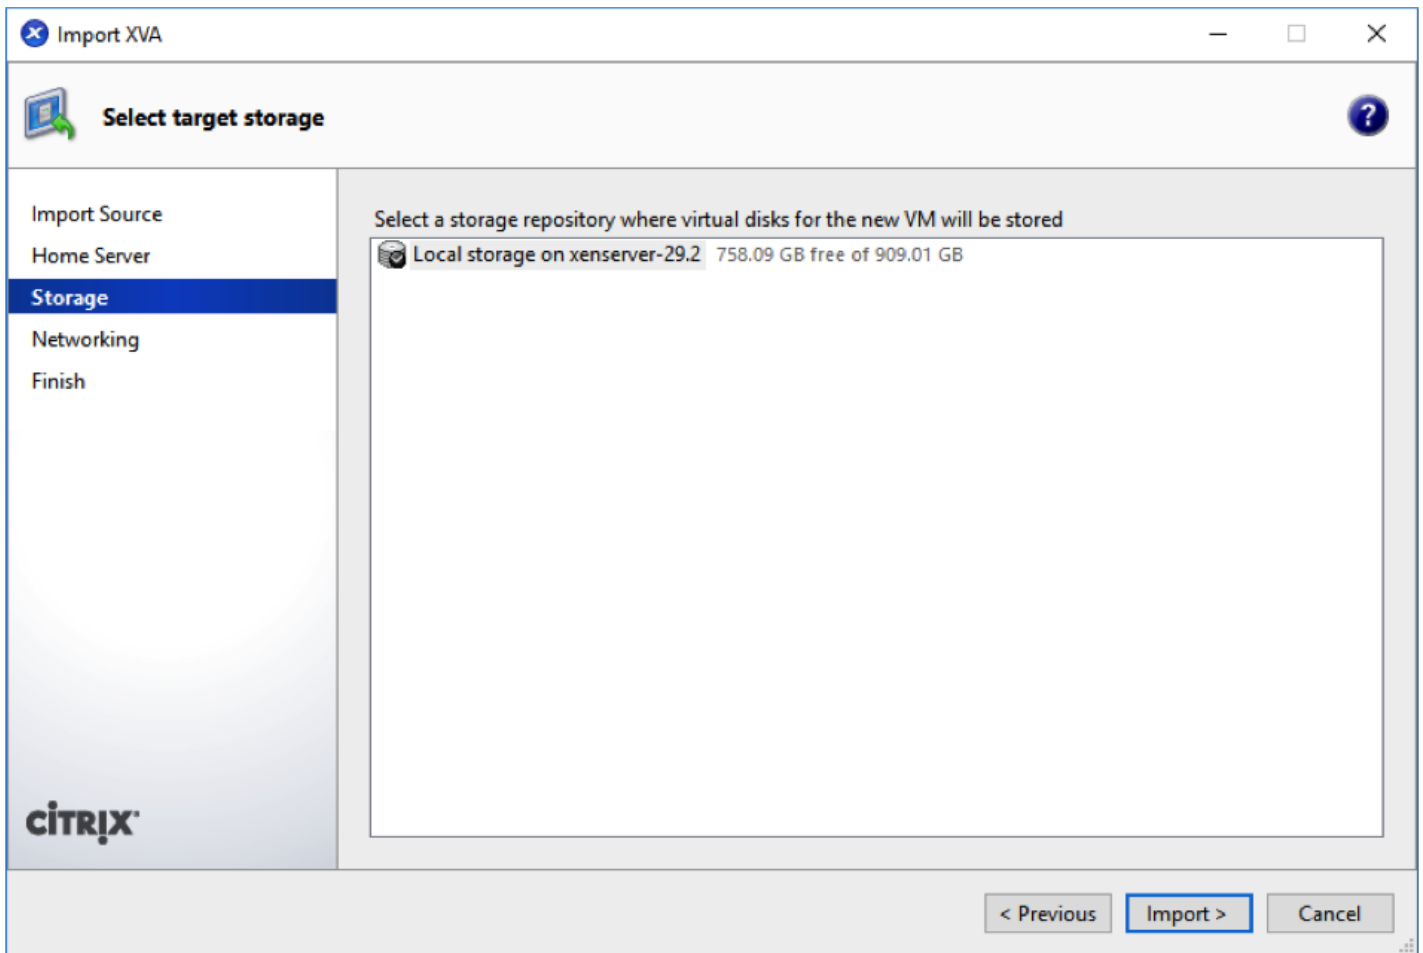 Import XVA
Select target storage
?
Import Source
Home Server
Storage
Networking
Finish
Select a storage repository where virtual disks for the new VM will be stored
Local storage on xenserver-29.2 758.09 GB free of 909.01 GB
CİTRIX
< Previous
Import >
Cancel